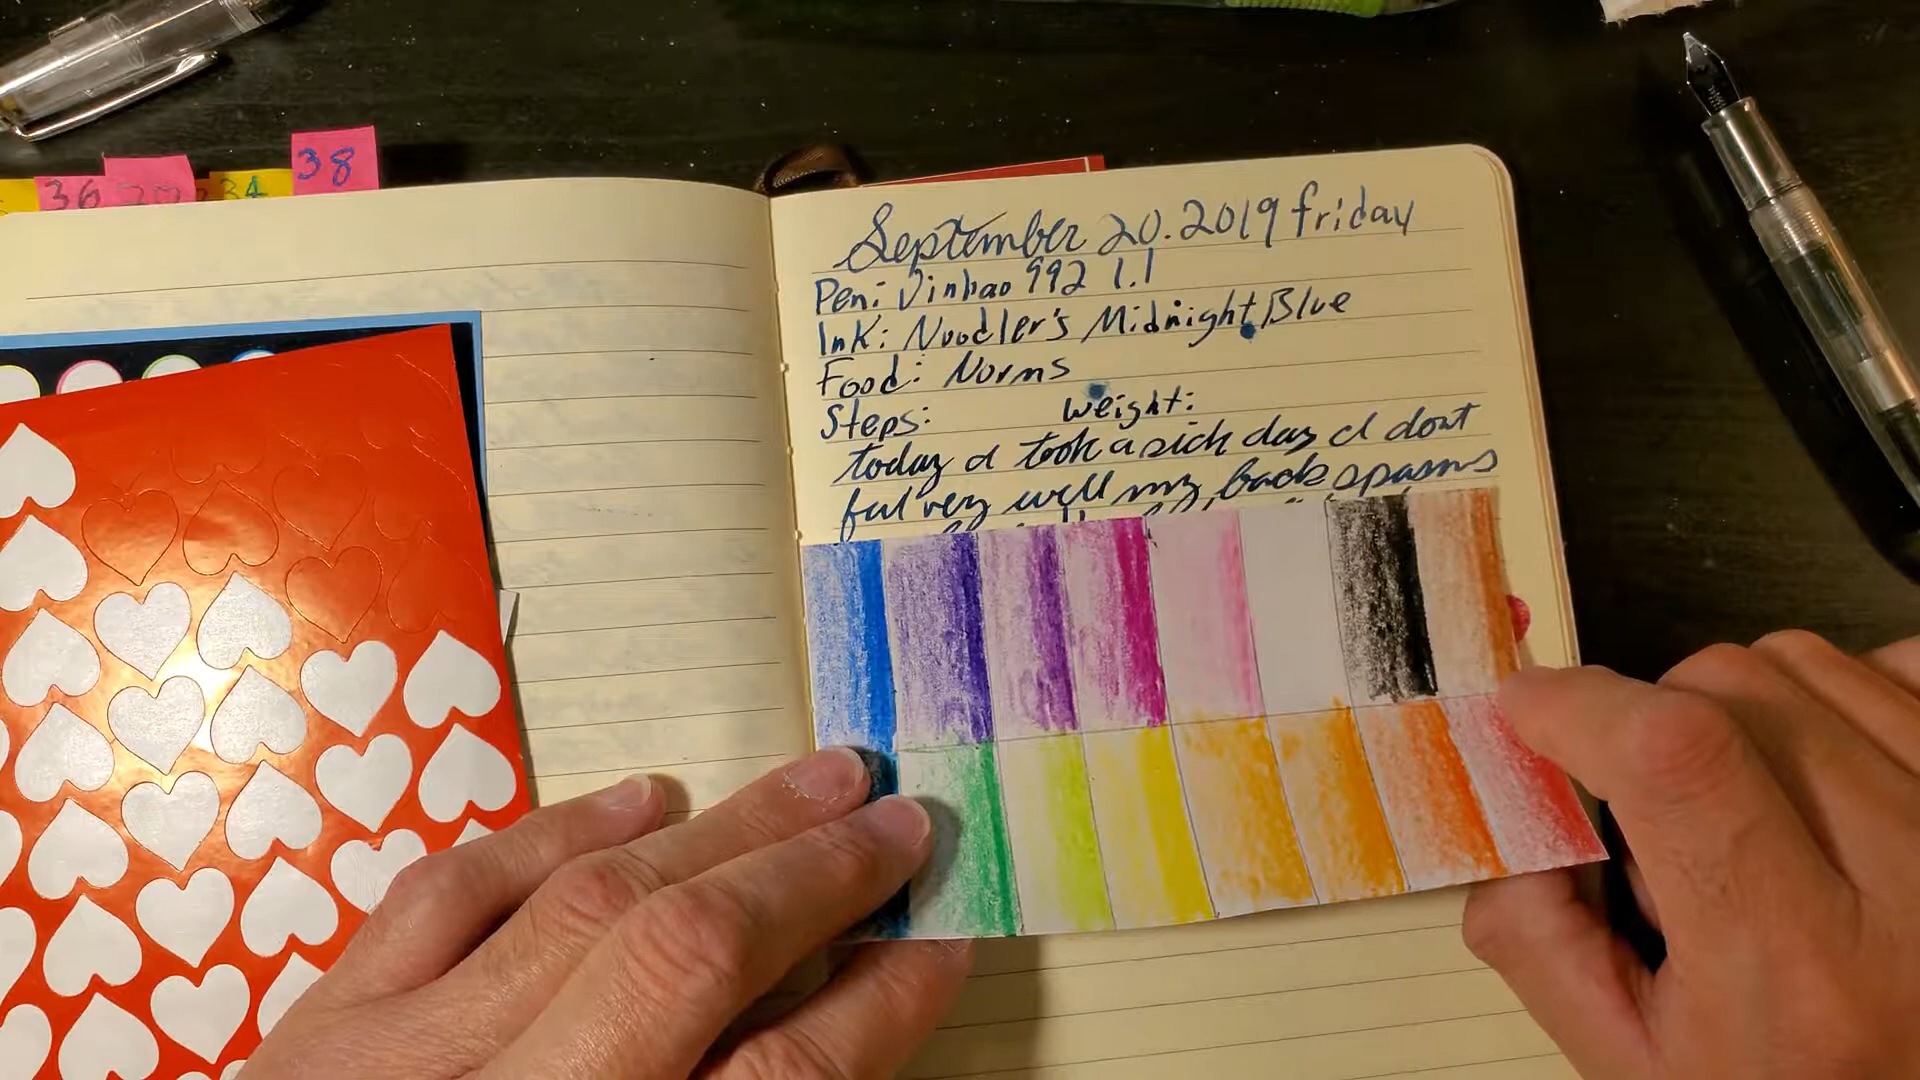 38
36
34
September 20.2019 friday
Pen: Jinhao 992 1.1
Ink: Noodler's Midnight Blue
Food: Norms
Steps: weight:
today I took a sick day I dont
feel very well my back spasms